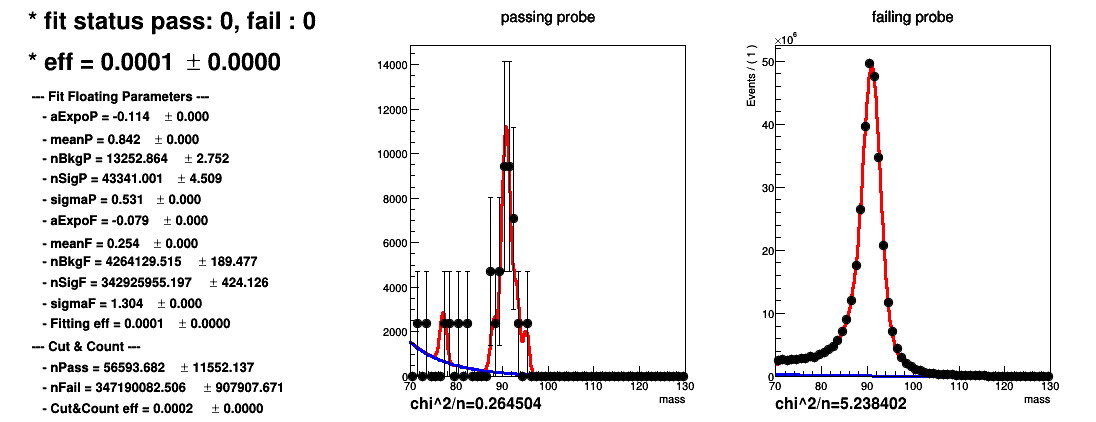 * fit status pass: 0, fail : 0
* eff = 0.0001 ± 0.0000
--- Fit Floating Parameters ---
- aExpoP = -0.114 ± 0.000
- meanP = 0.842 ± 0.000
- nBkgP = 13252.864 ± 2.752
- nSigP = 43341.001 ± 4.509
- sigmaP = 0.531 ± 0.000
- aExpoF = -0.079 ± 0.000
- meanF = 0.254 ± 0.000
- nBkgF = 4264129.515 ± 189.477
- nSigF = 342925955.197 ± 424.126
- sigmaF = 1.304 ± 0.000
- Fitting eff = 0.0001 ± 0.0000
--- Cut & Count ---
- nPass = 56593.682 ± 11552.137
- nFail = 347190082.506 ± 907907.671
- Cut&Count eff = 0.0002 ± 0.0000
passing probe
14000
12000
10000
8000
6000
4000
2000
0
70 80 90 100 110 120 130
mass
chi^2/n=0.264504
failing probe
×10^6
Events / ( 1 )
50
40
30
20
10
0
70 80 90 100 110 120 130
mass
chi^2/n=5.238402